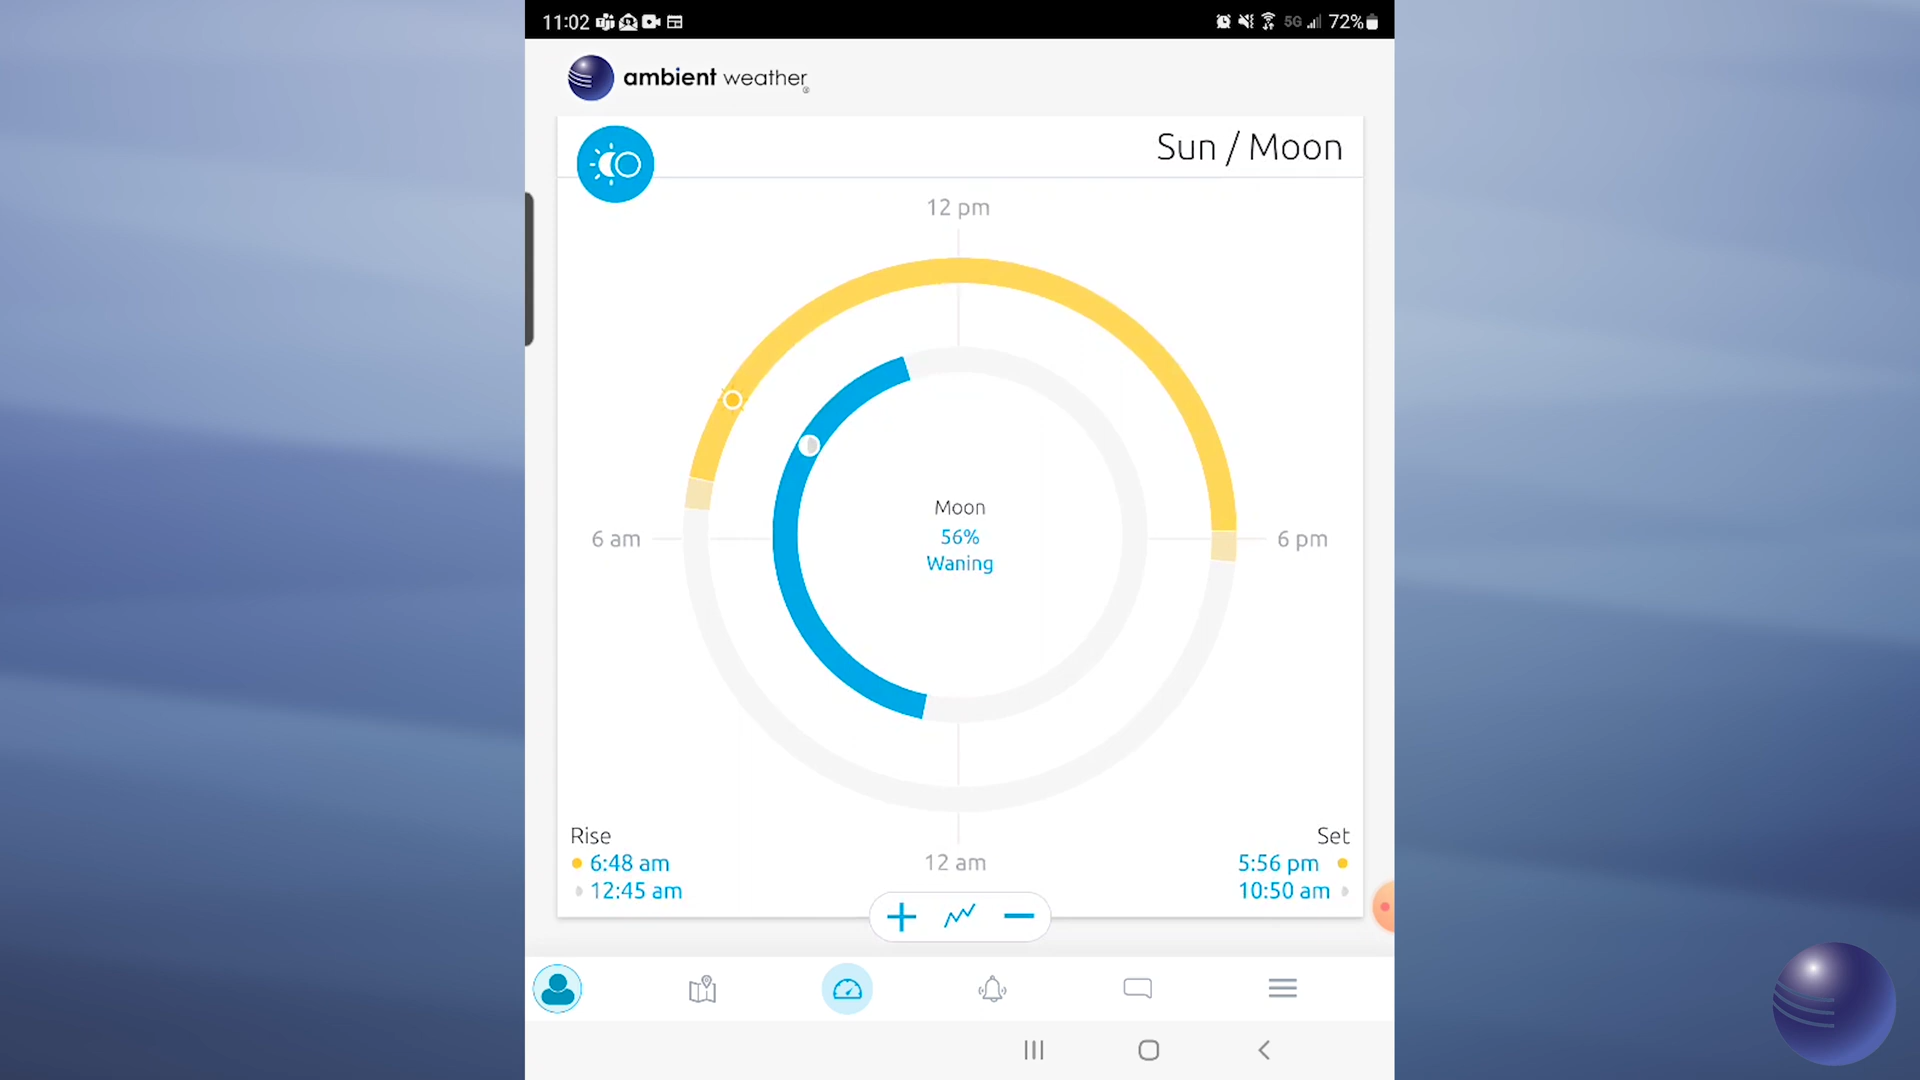 11:02
5G 72%
ambient weather
Sun / Moon
12 pm
6 am
6 pm
Moon
56%
Waning
12 am
Rise
6:48 am
12:45 am
Set
5:56 pm
10:50 am